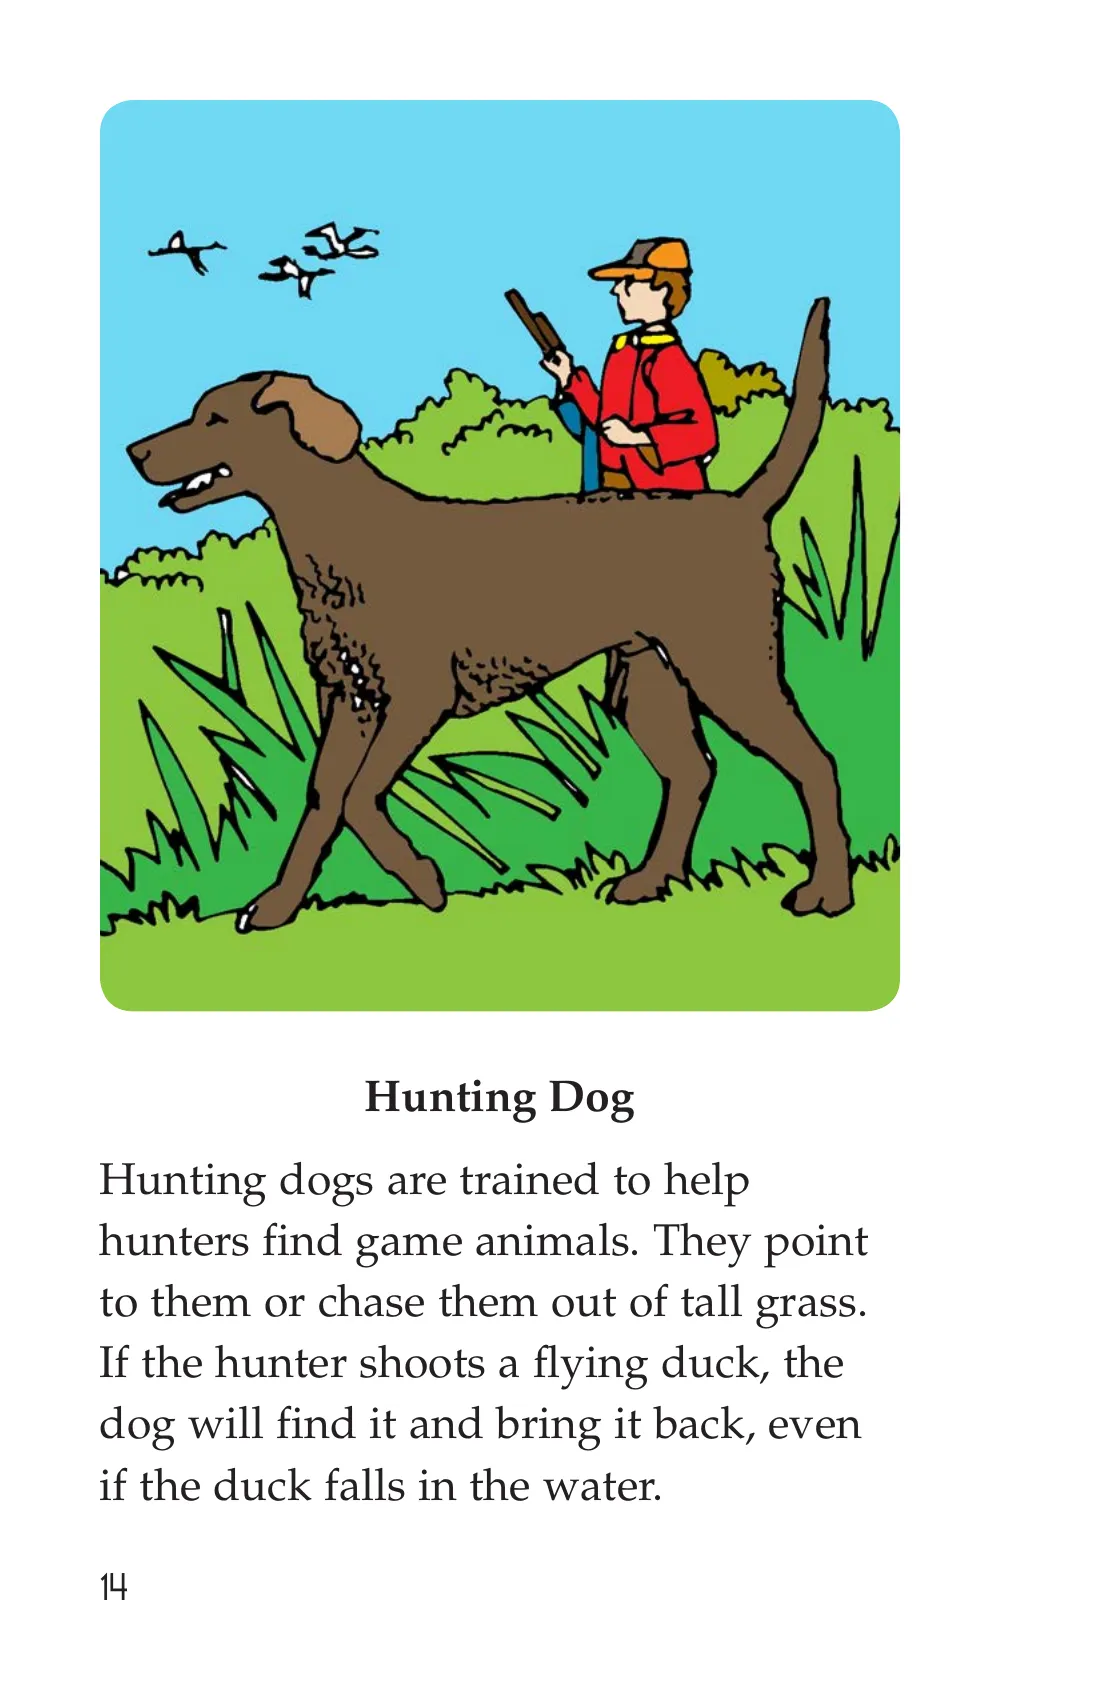 Hunting Dog
Hunting dogs are trained to help
hunters find game animals. They point
to them or chase them out of tall grass.
If the hunter shoots a flying duck, the
dog will find it and bring it back, even
if the duck falls in the water.
14